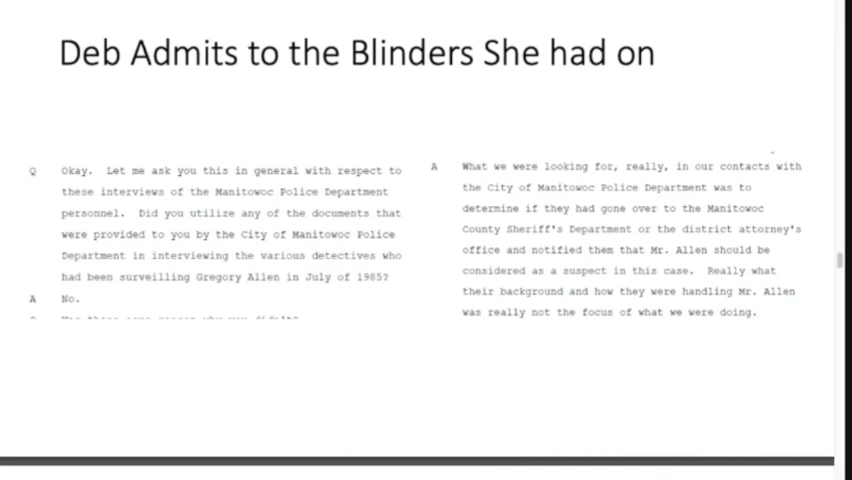 Deb Admits to the Blinders She had on
Q Okay. Let me ask you this in general with respect to
these interviews of the Manitowoc Police Department
personnel. Did you utilize any of the documents that
were provided to you by the City of Manitowoc Police
Department in interviewing the various detectives who
had been surveilling Gregory Allen in July of 1985?
A No.
A What we were looking for, really, in our contacts with
the City of Manitowoc Police Department was to
determine if they had gone over to the Manitowoc
County Sheriff's Department or the district attorney's
office and notified them that Mr. Allen should be
considered as a suspect in this case. Really what
their background and how they were handling Mr. Allen
was really not the focus of what we were doing.